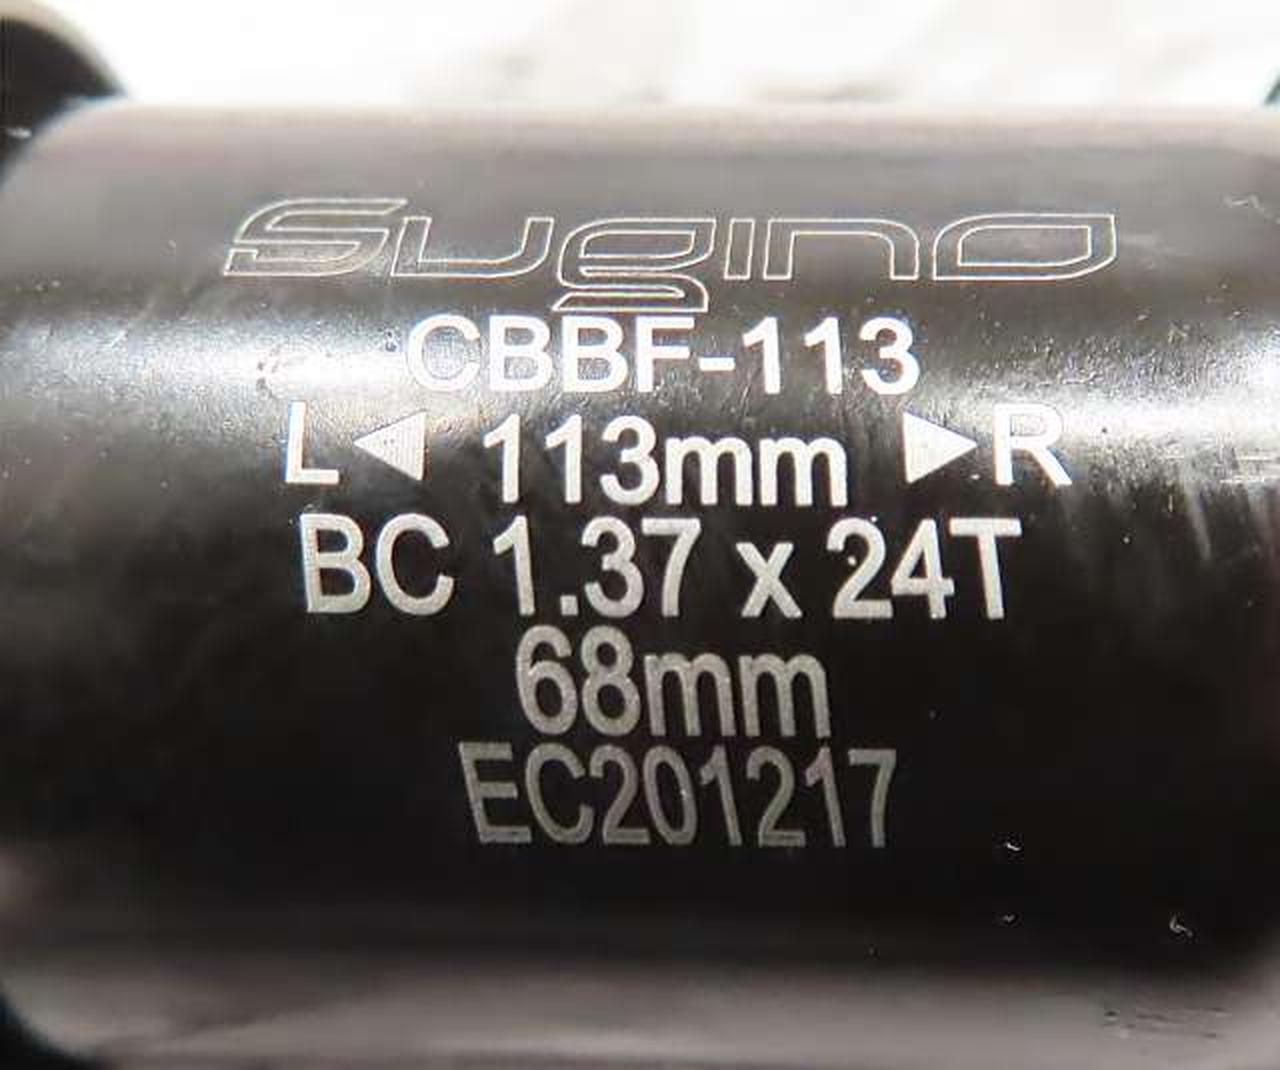 Sugino
CBBF-113
L ◀ 113mm ▶ R
BC 1.37 x 24T
68mm
EC201217